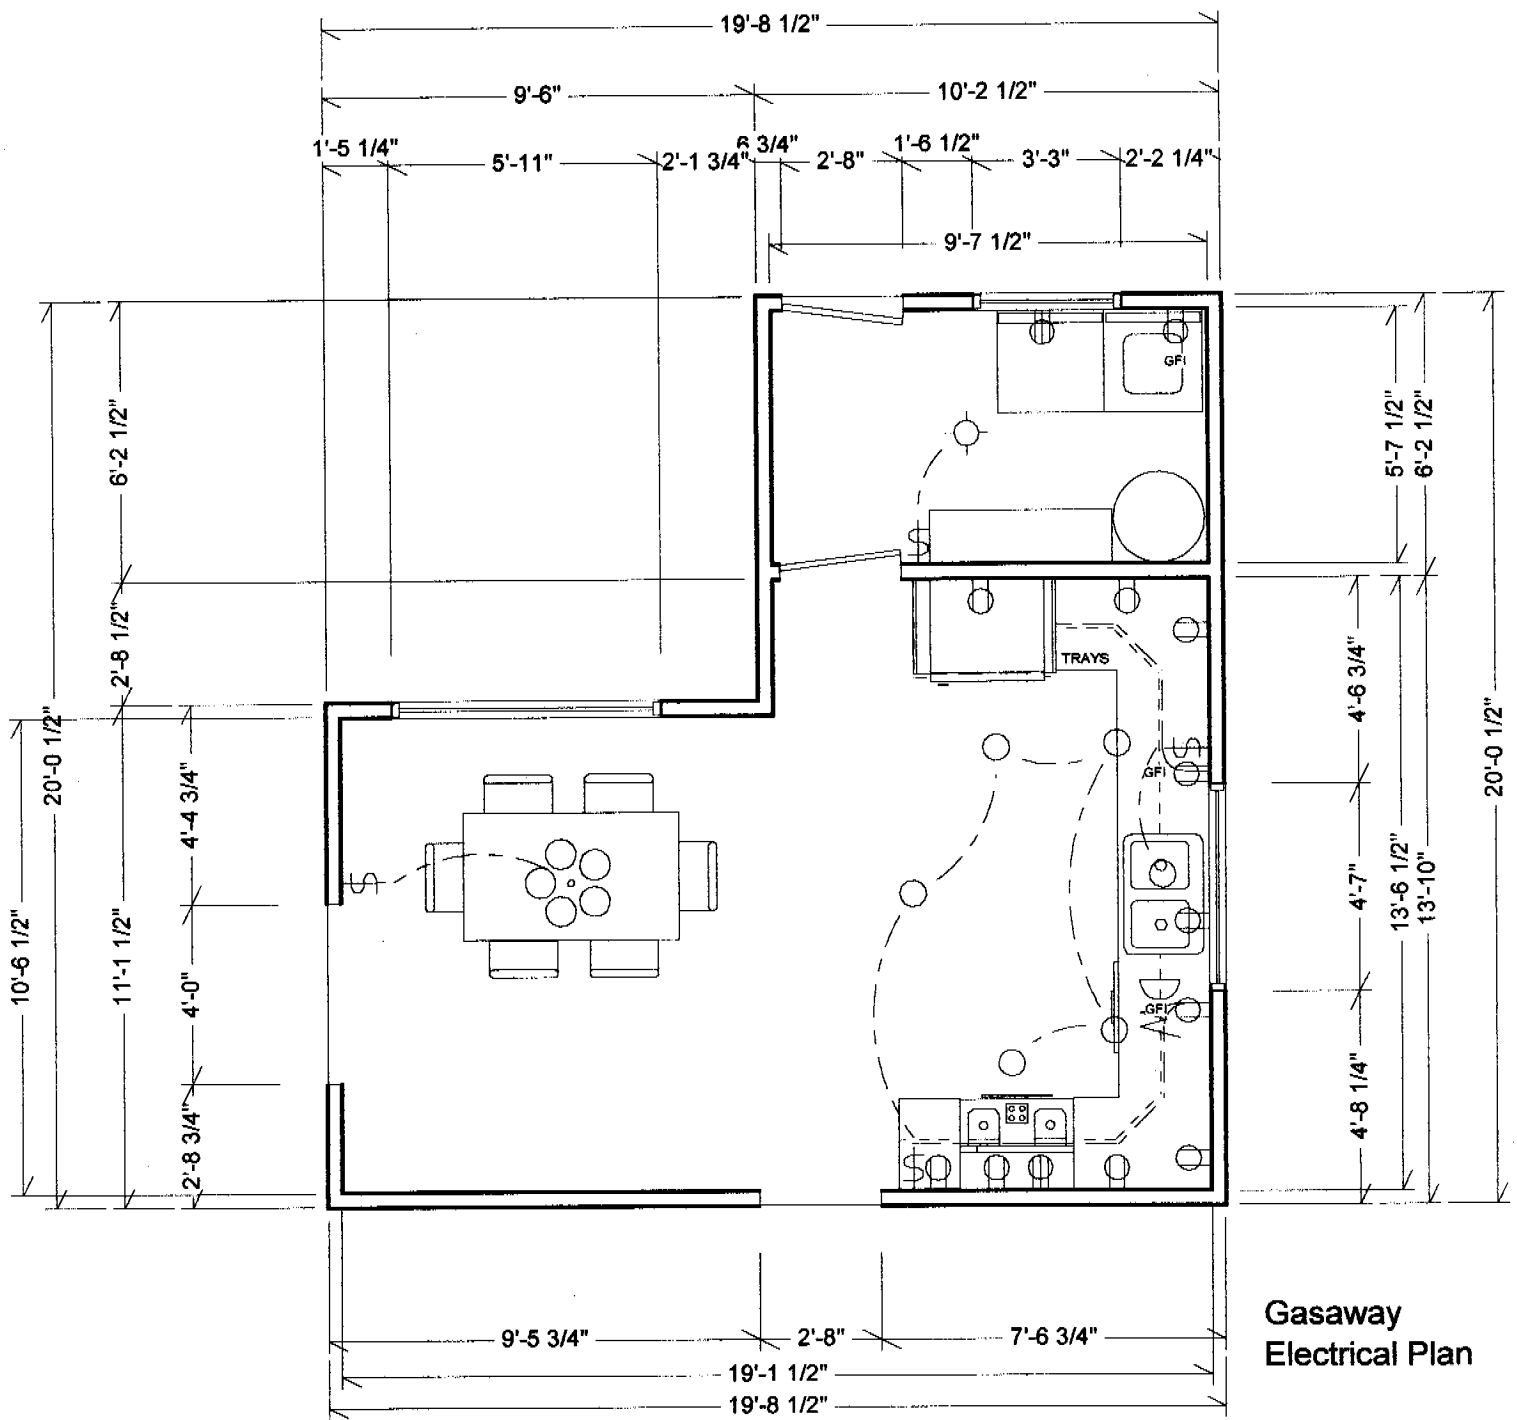 19'-8 1/2"
9'-6" 10'-2 1/2"
1'-5 1/4" 5'-11" 2'-1 3/4" 6 3/4" 2'-8" 1'-6 1/2" 3'-3" 2'-2 1/4"
9'-7 1/2"
GFI
6'-2 1/2"
5'-7 1/2"
6'-2 1/2"
S
2'-8 1/2"
TRAYS
4'-6 3/4"
S
GFI
20'-0 1/2"
20'-0 1/2"
4'-4 3/4"
S
4'-7"
13'-6 1/2"
13'-10"
10'-6 1/2"
11'-1 1/2"
4'-0"
GFI
4'-8 1/4"
2'-8 3/4"
S
9'-5 3/4" 2'-8" 7'-6 3/4"
19'-1 1/2"
19'-8 1/2"
Gasaway
Electrical Plan